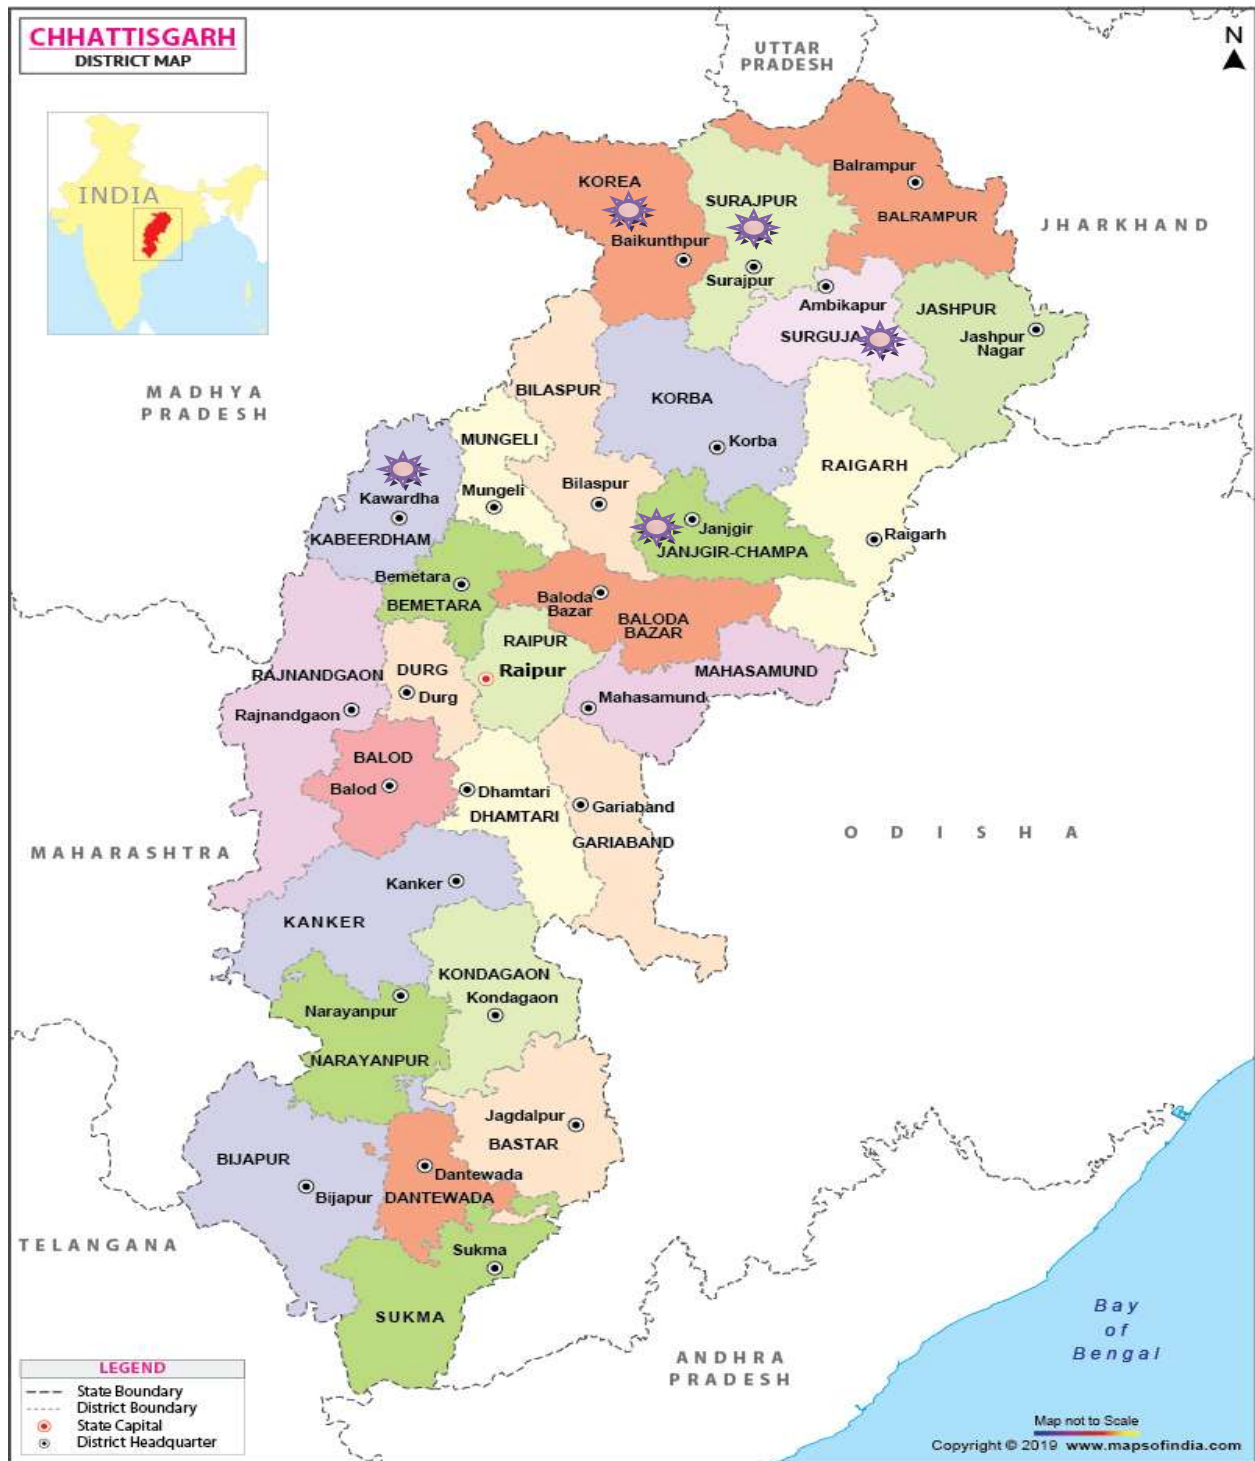 CHHATTISGARH
DISTRICT MAP
UTTAR
PRADESH
N
INDIA
KOREA
Baikunthpur
SURAJPUR
Surajpur
Balrampur
BALRAMPUR
JHARKHAND
Ambikapur
SURGUJA
JASHPUR
Jashpur
Nagar
MADHYA
PRADESH
BILASPUR
KORBA
Korba
MUNGELI
Mungeli
Bilaspur
RAIGARH
Raigarh
Kawardha
KABEERDHAM
Janjgir
JANJGIR-CHAMPA
Bemetara
BEMETARA
Baloda
Bazar
BALODA
BAZAR
RAIPUR
Raipur
RAJNANDGAON
Rajnandgaon
DURG
Durg
MAHASAMUND
Mahasamund
BALOD
Balod
Dhamtari
DHAMTARI
Gariaband
GARIABAND
ODISHA
MAHARASHTRA
Kanker
KANKER
KONDAGAON
Kondagaon
Narayanpur
NARAYANPUR
Jagdalpur
BASTAR
BIJAPUR
Bijapur
Dantewada
DANTEWADA
TELANGANA
Sukma
SUKMA
Bay
of
Bengal
ANDHRA
PRADESH
LEGEND
State Boundary
District Boundary
State Capital
District Headquarter
Map not to Scale
Copyright © 2019 www.mapsofindia.com